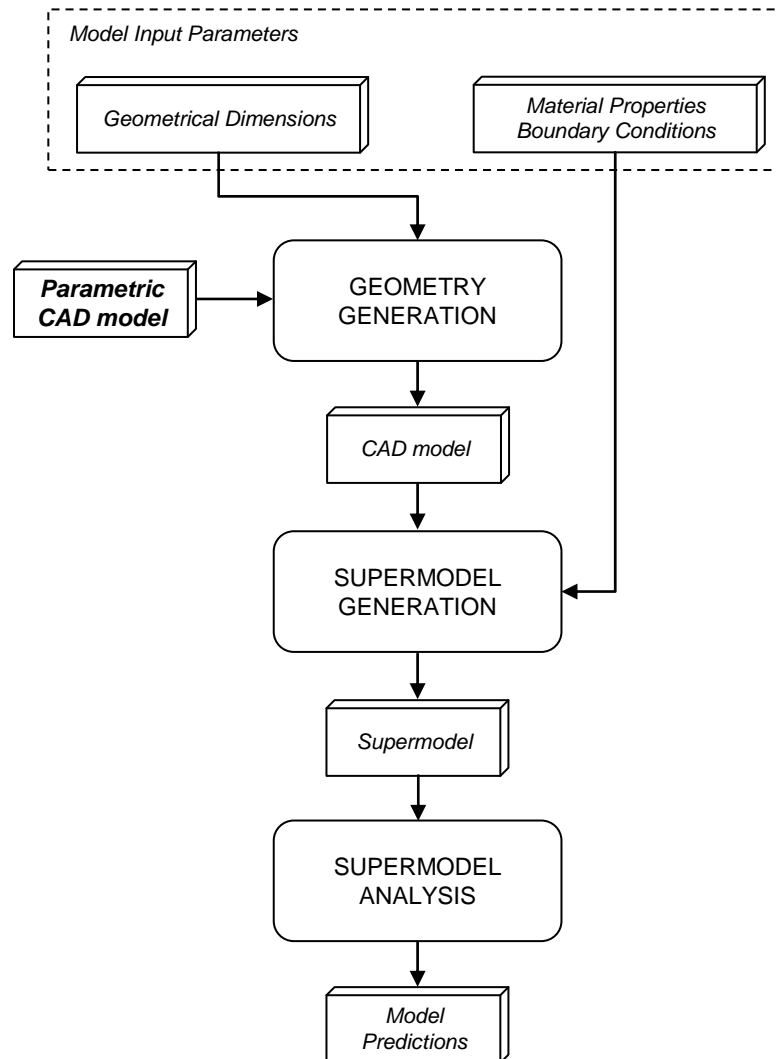 Model Input Parameters
Geometrical Dimensions
Material Properties
Boundary Conditions
Parametric
CAD model
GEOMETRY
GENERATION
CAD model
SUPERMODEL
GENERATION
Supermodel
SUPERMODEL
ANALYSIS
Model
Predictions